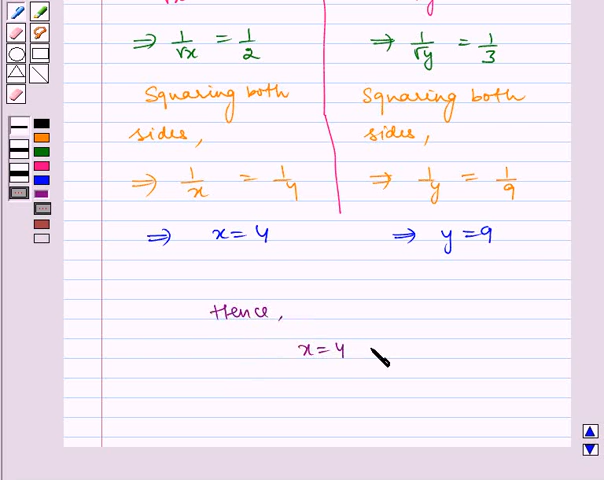 ⇒ 1/√x = 1/2
Squaring both
sides,
⇒ 1/x = 1/4
⇒ x = 4
⇒ 1/√y = 1/3
Squaring both
sides,
⇒ 1/y = 1/9
⇒ y = 9
Hence,
x = 4